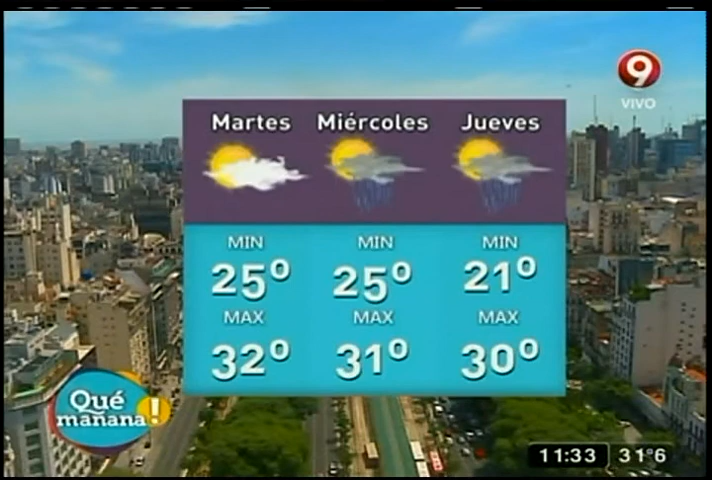 9
VIVO
Martes Miércoles Jueves
MIN MIN MIN
25º 25º 21º
MAX MAX MAX
32º 31º 30º
Qué
mañana!
11:33 31º6